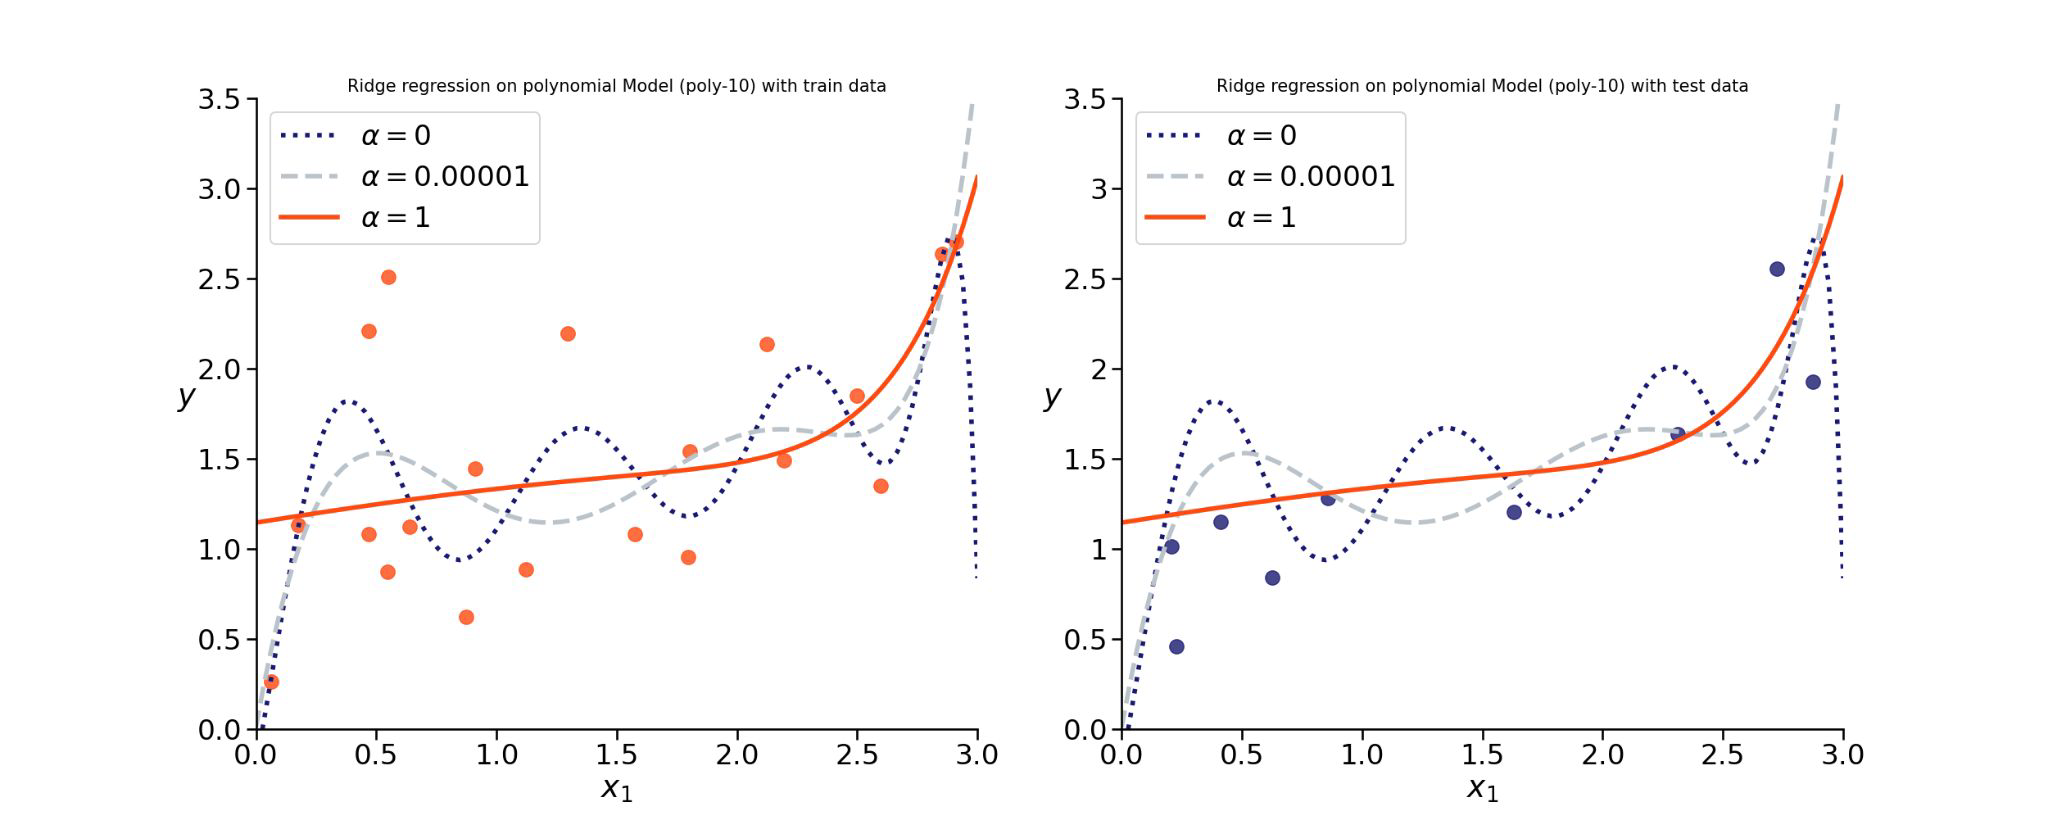 Ridge regression on polynomial Model (poly-10) with train data
α = 0
α = 0.00001
α = 1
3.5
3.0
2.5
2.0
1.5
1.0
0.5
0.0
y
0.0 0.5 1.0 1.5 2.0 2.5 3.0
x₁
Ridge regression on polynomial Model (poly-10) with test data
α = 0
α = 0.00001
α = 1
3.5
3
2.5
2
1.5
1
0.5
0.0
y
0.0 0.5 1.0 1.5 2.0 2.5 3.0
x₁